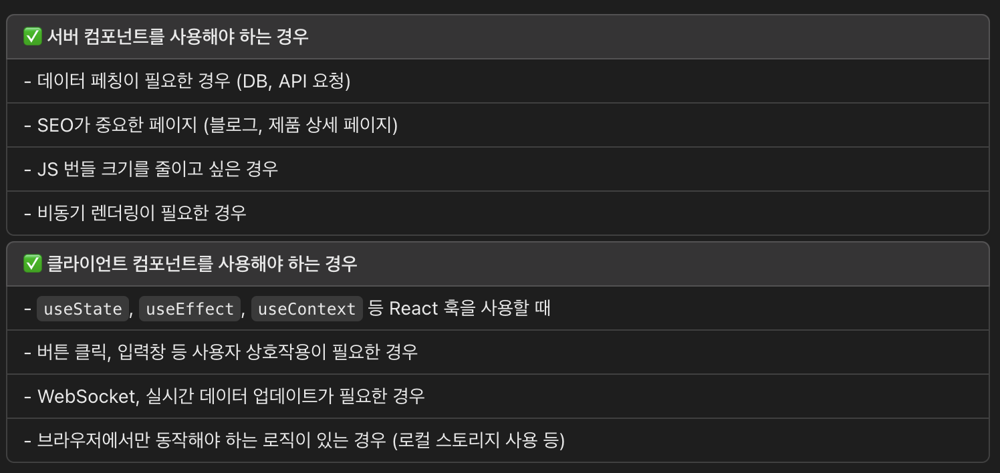 ✅ 서버 컴포넌트를 사용해야 하는 경우
- 데이터 페칭이 필요한 경우 (DB, API 요청)
- SEO가 중요한 페이지 (블로그, 제품 상세 페이지)
- JS 번들 크기를 줄이고 싶은 경우
- 비동기 렌더링이 필요한 경우
✅ 클라이언트 컴포넌트를 사용해야 하는 경우
- useState, useEffect, useContext 등 React 훅을 사용할 때
- 버튼 클릭, 입력창 등 사용자 상호작용이 필요한 경우
- WebSocket, 실시간 데이터 업데이트가 필요한 경우
- 브라우저에서만 동작해야 하는 로직이 있는 경우 (로컬 스토리지 사용 등)